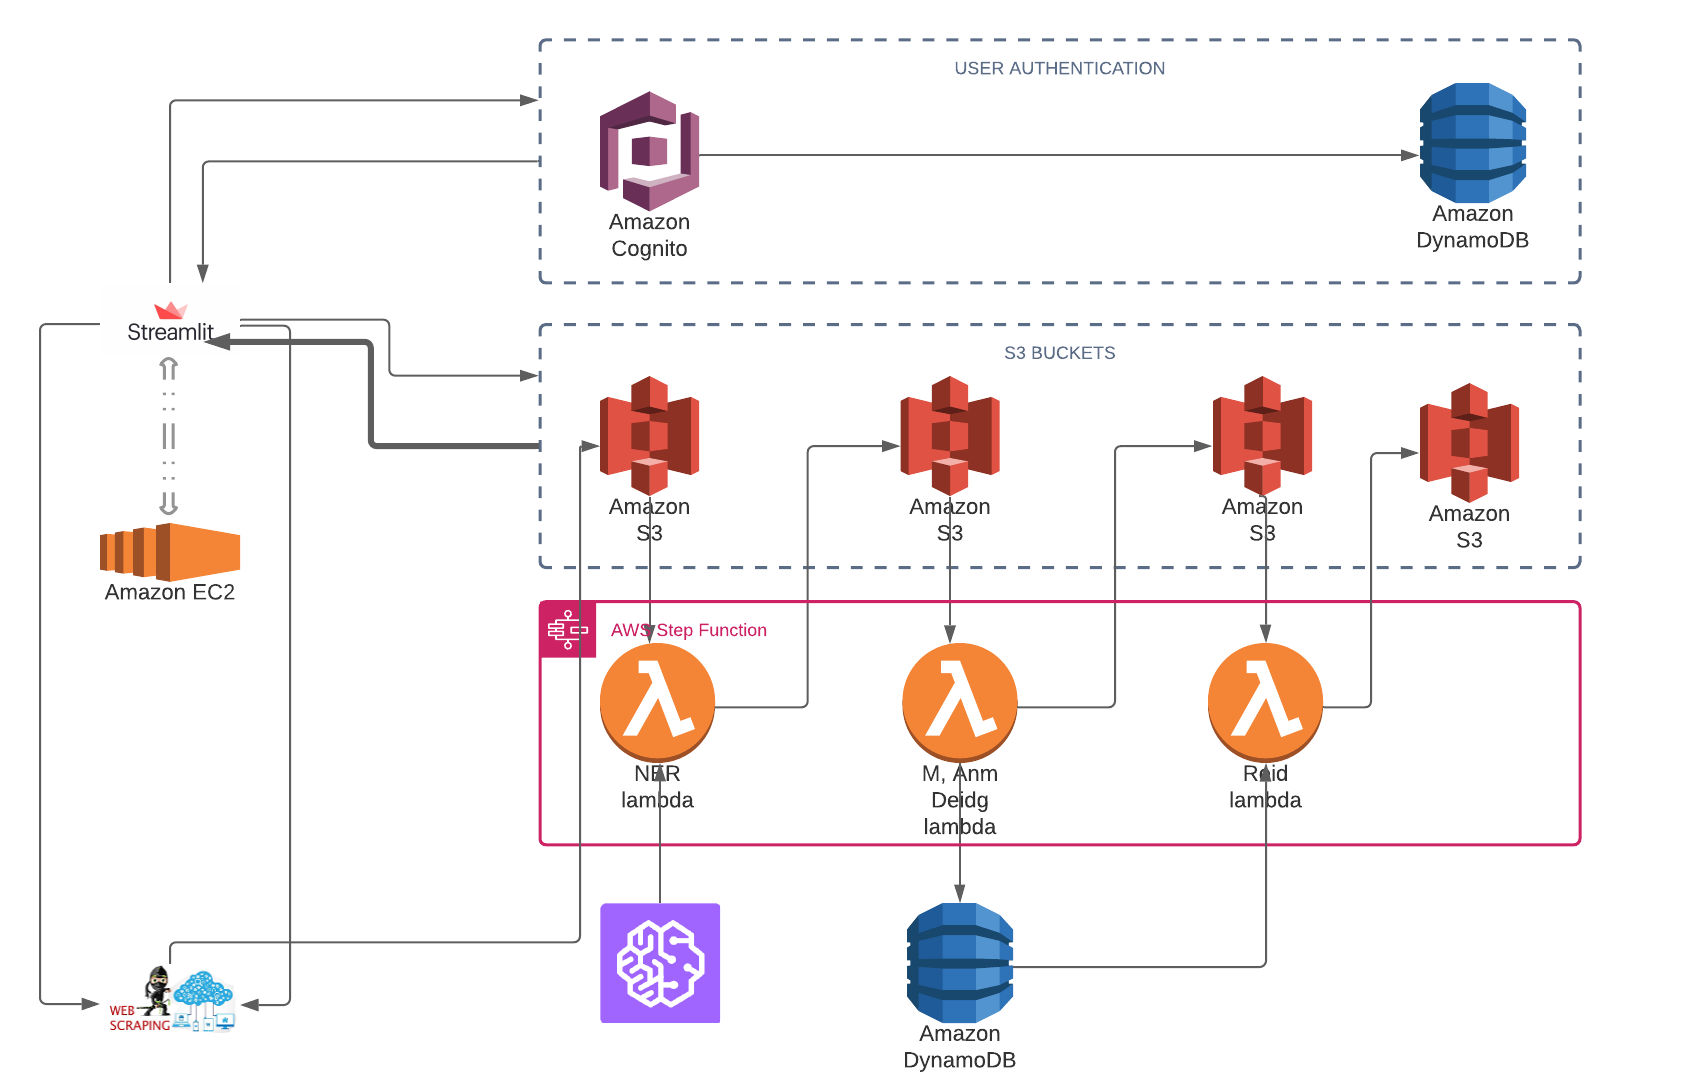 USER AUTHENTICATION
Amazon
Cognito
Amazon
DynamoDB
Streamlit
S3 BUCKETS
Amazon
S3
Amazon
S3
Amazon
S3
Amazon
S3
Amazon EC2
AWS Step Function
NER
lambda
M, Anm
Deidg
lambda
Reid
lambda
WEB
SCRAPING
Amazon
DynamoDB